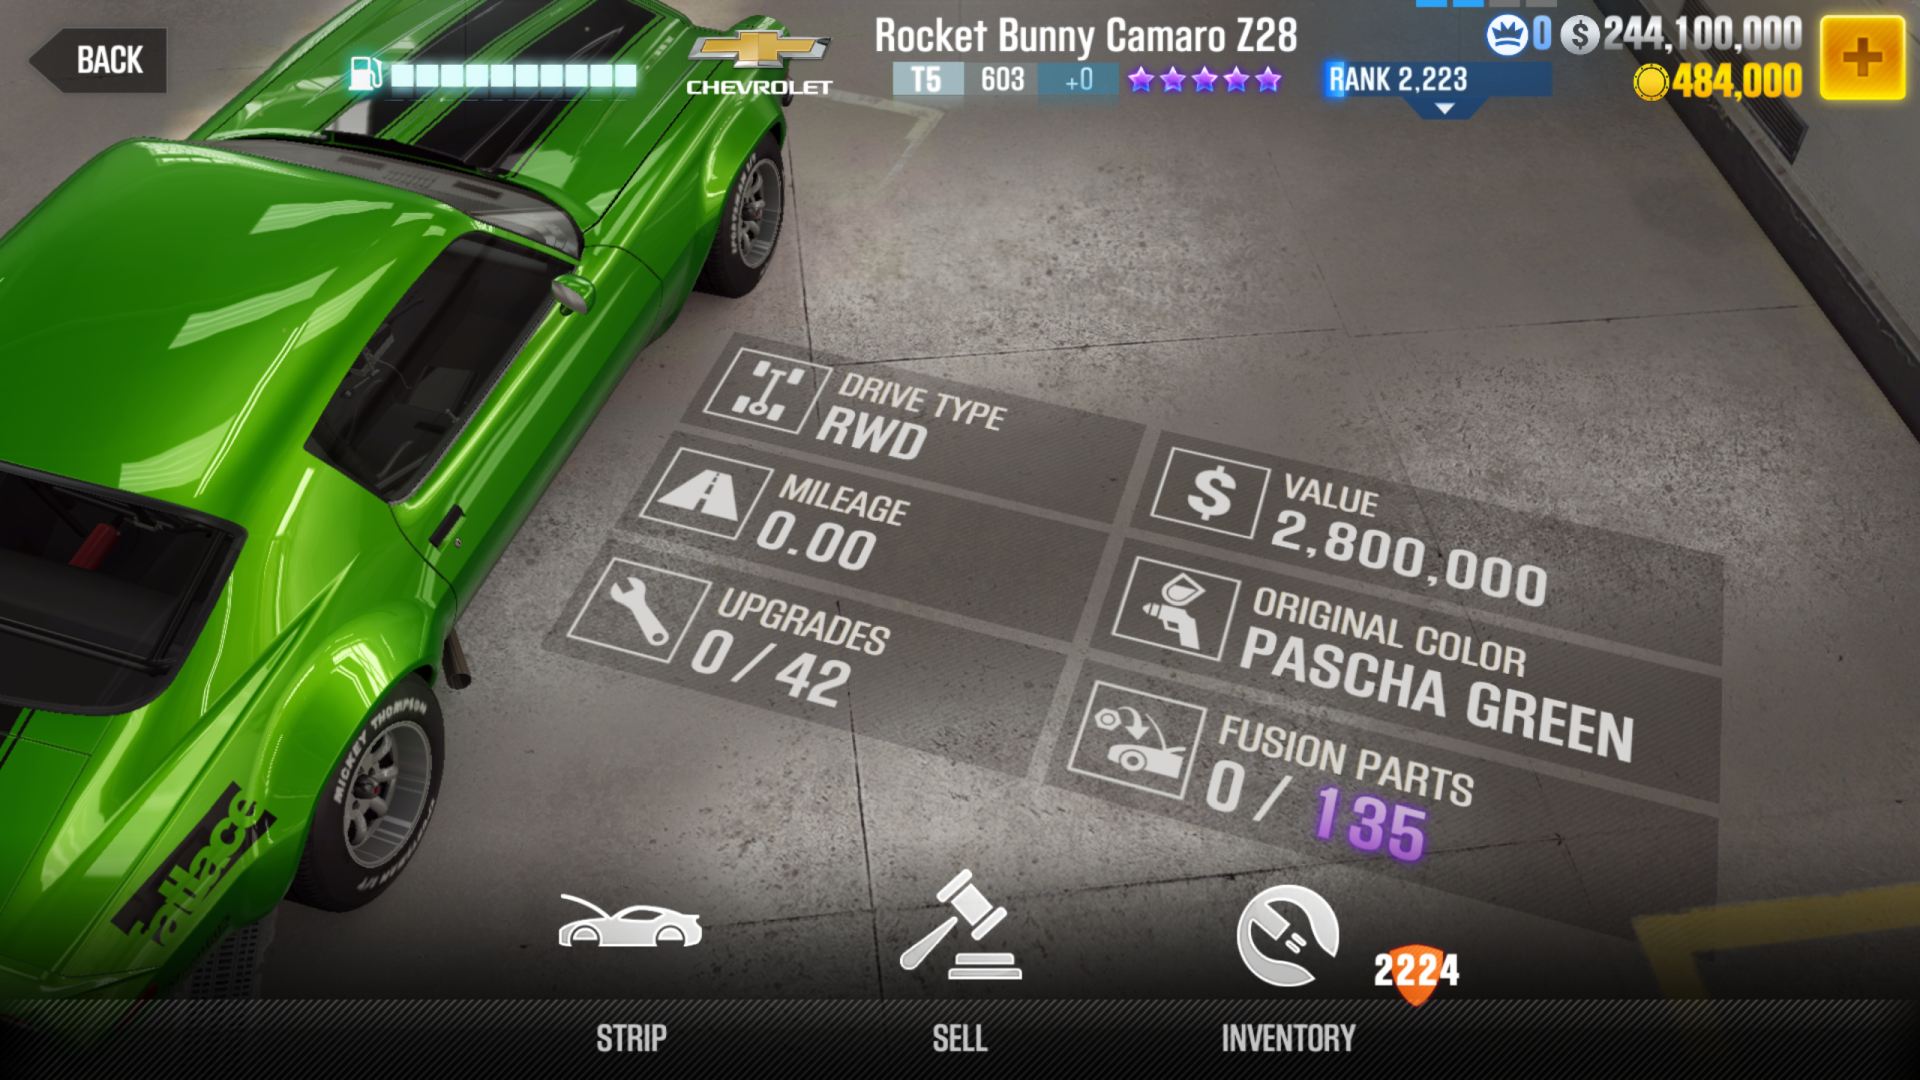 BACK
CHEVROLET
Rocket Bunny Camaro Z28
T5 603 +0
RANK 2,223
0
$ 244,100,000
484,000
DRIVE TYPE
RWD
MILEAGE
0.00
UPGRADES
0/42
$ VALUE
2,800,000
ORIGINAL COLOR
PASCHA GREEN
FUSION PARTS
0/ 135
MICKEY THOMPSON
STRIP
SELL
INVENTORY
2224